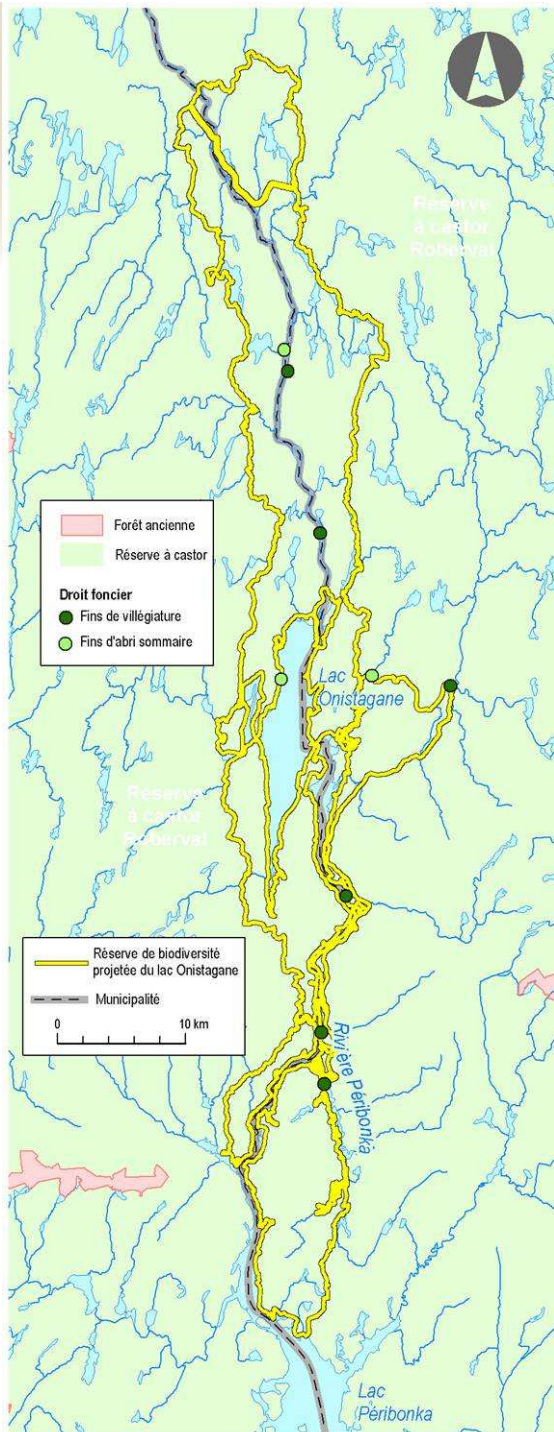 Réserve
à castor
Roberval
Forêt ancienne
Réserve à castor
Droit foncier
Fins de villégiature
Fins d'abri sommaire
Lac
Onistagane
Réserve
à castor
Roberval
Réserve de biodiversité
projetée du lac Onistagane
Municipalité
0 10 km
Rivière Péribonka
Lac
Péribonka